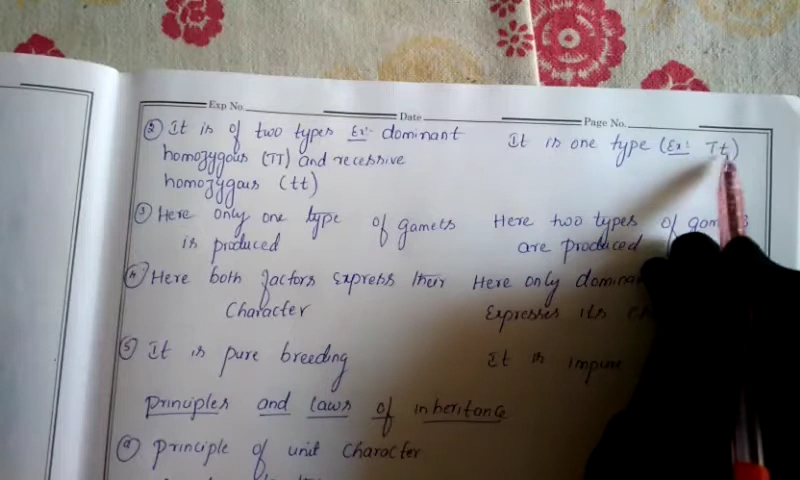 Exp No.
Date
Page No.
② It is of two types Ex:- dominant
homozygous (TT) and recessive
homozygous (tt)
It is one type (Ex: Tt)
③ Here only one type of gamets
is produced
Here two types of
are produced
④ Here both factors express their
Character
Here only
Expresses its
⑤ It is pure breeding
It is
principles and laws of inheritance
ⓐ principle of unit character